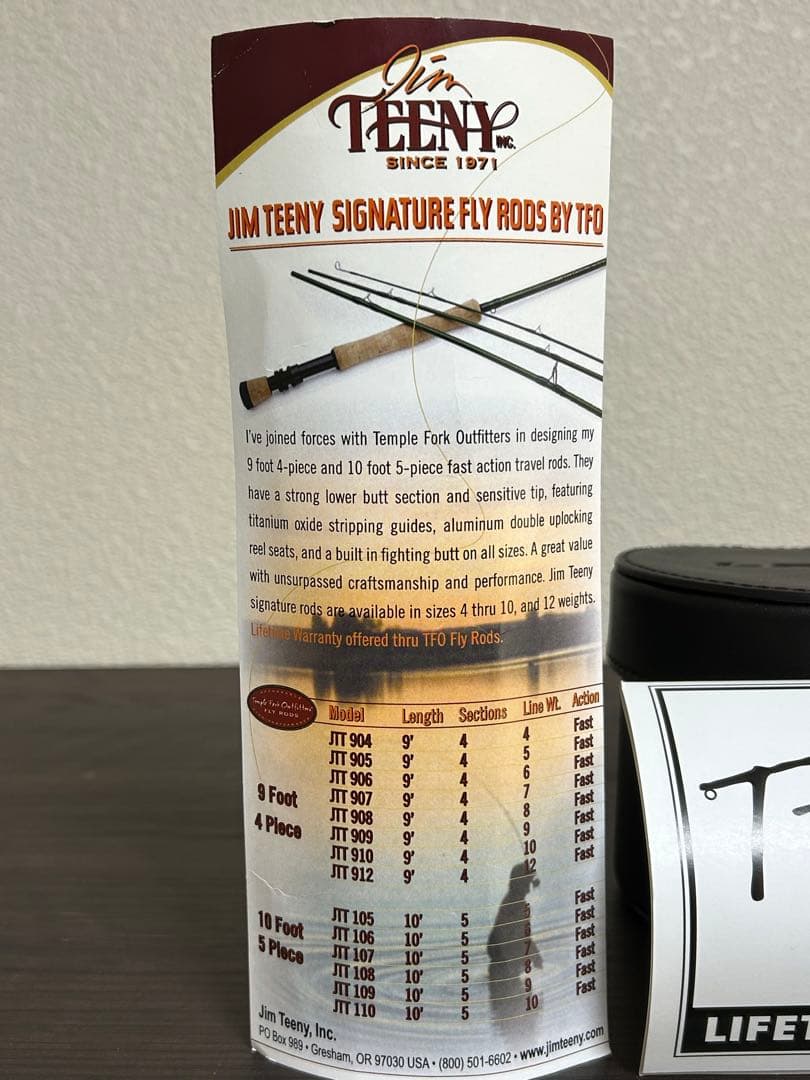 Jim
TEENY INC.
SINCE 1971
JIM TEENY SIGNATURE FLY RODS BY TFO
I've joined forces with Temple Fork Outfitters in designing my
9 foot 4-piece and 10 foot 5-piece fast action travel rods. They
have a strong lower butt section and sensitive tip, featuring
titanium oxide stripping guides, aluminum double uplocking
reel seats, and a built in fighting butt on all sizes. A great value
with unsurpassed craftsmanship and performance. Jim Teeny
signature rods are available in sizes 4 thru 10, and 12 weights.
Lifetime Warranty offered thru TFO Fly Rods.
Temple Fork Outfitters
FLY RODS
Model Length Sections Line Wt. Action
9 Foot
4 Piece
JTT 904 9' 4 4 Fast
JTT 905 9' 4 5 Fast
JTT 906 9' 4 6 Fast
JTT 907 9' 4 7 Fast
JTT 908 9' 4 8 Fast
JTT 909 9' 4 9 Fast
JTT 910 9' 4 10 Fast
JTT 912 9' 4 12 Fast
10 Foot
5 Piece
JTT 105 10' 5 5 Fast
JTT 106 10' 5 6 Fast
JTT 107 10' 5 7 Fast
JTT 108 10' 5 8 Fast
JTT 109 10' 5 9 Fast
JTT 110 10' 5 10 Fast
Jim Teeny, Inc.
PO Box 989 • Gresham, OR 97030 USA • (800) 501-6602 • www.jimteeny.com
LIFET